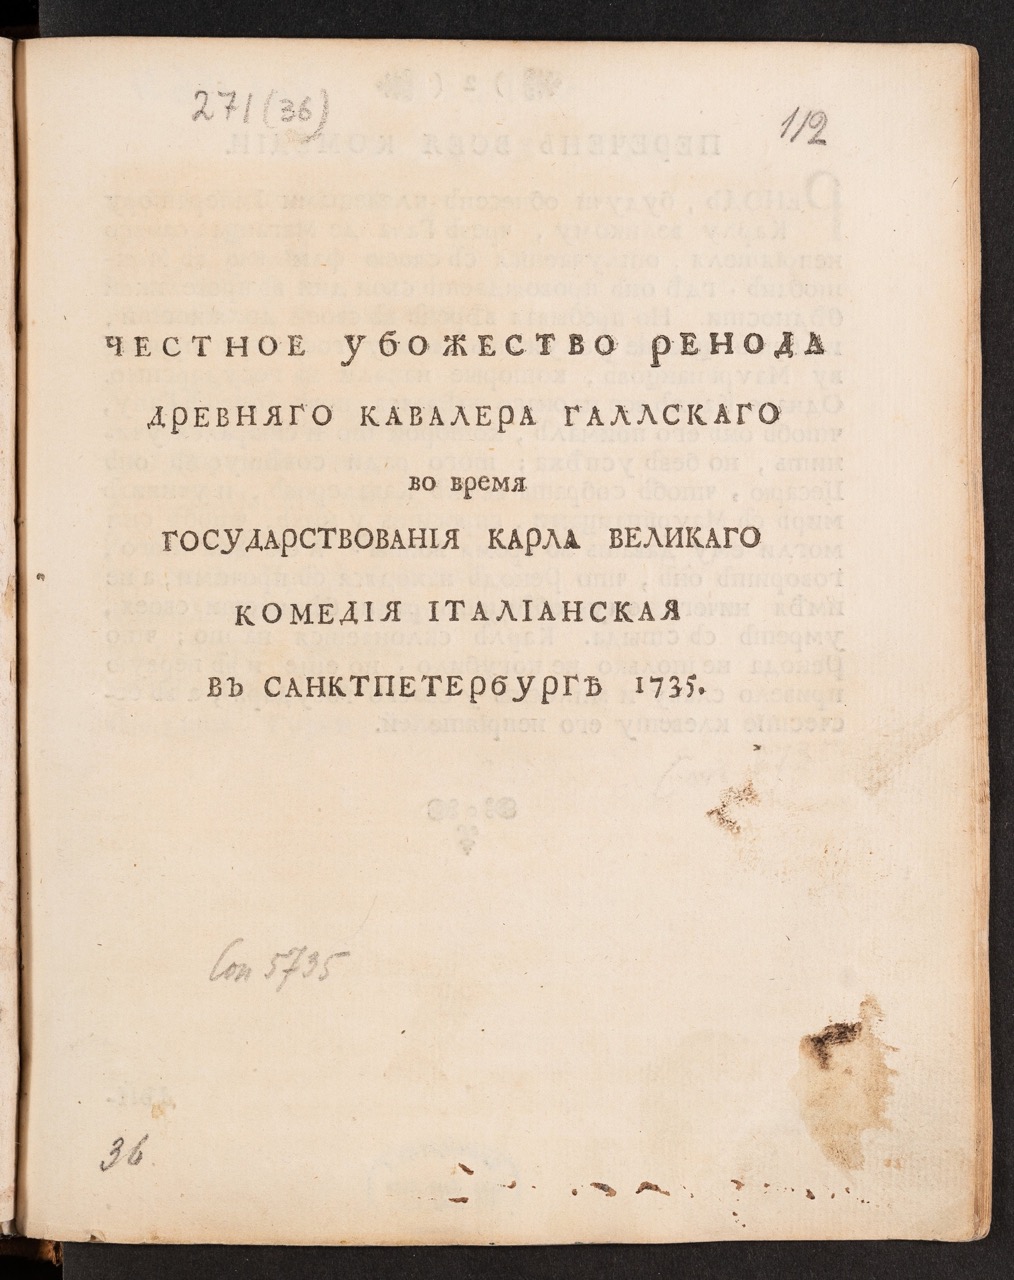 271(36)
112
ЧЕСТНОЕ УБОЖЕСТВО РЕНОДА
ДРЕВНЯГО КАВАЛЕРА ГАЛЛСКАГО
во время
ГОСУДАРСТВОВАНІЯ КАРЛА ВЕЛИКАГО
КОМЕДІЯ ІТАЛІАНСКАЯ
ВЪ САНКТПЕТЕРБУРГѢ 1735.
Соп 5735
36